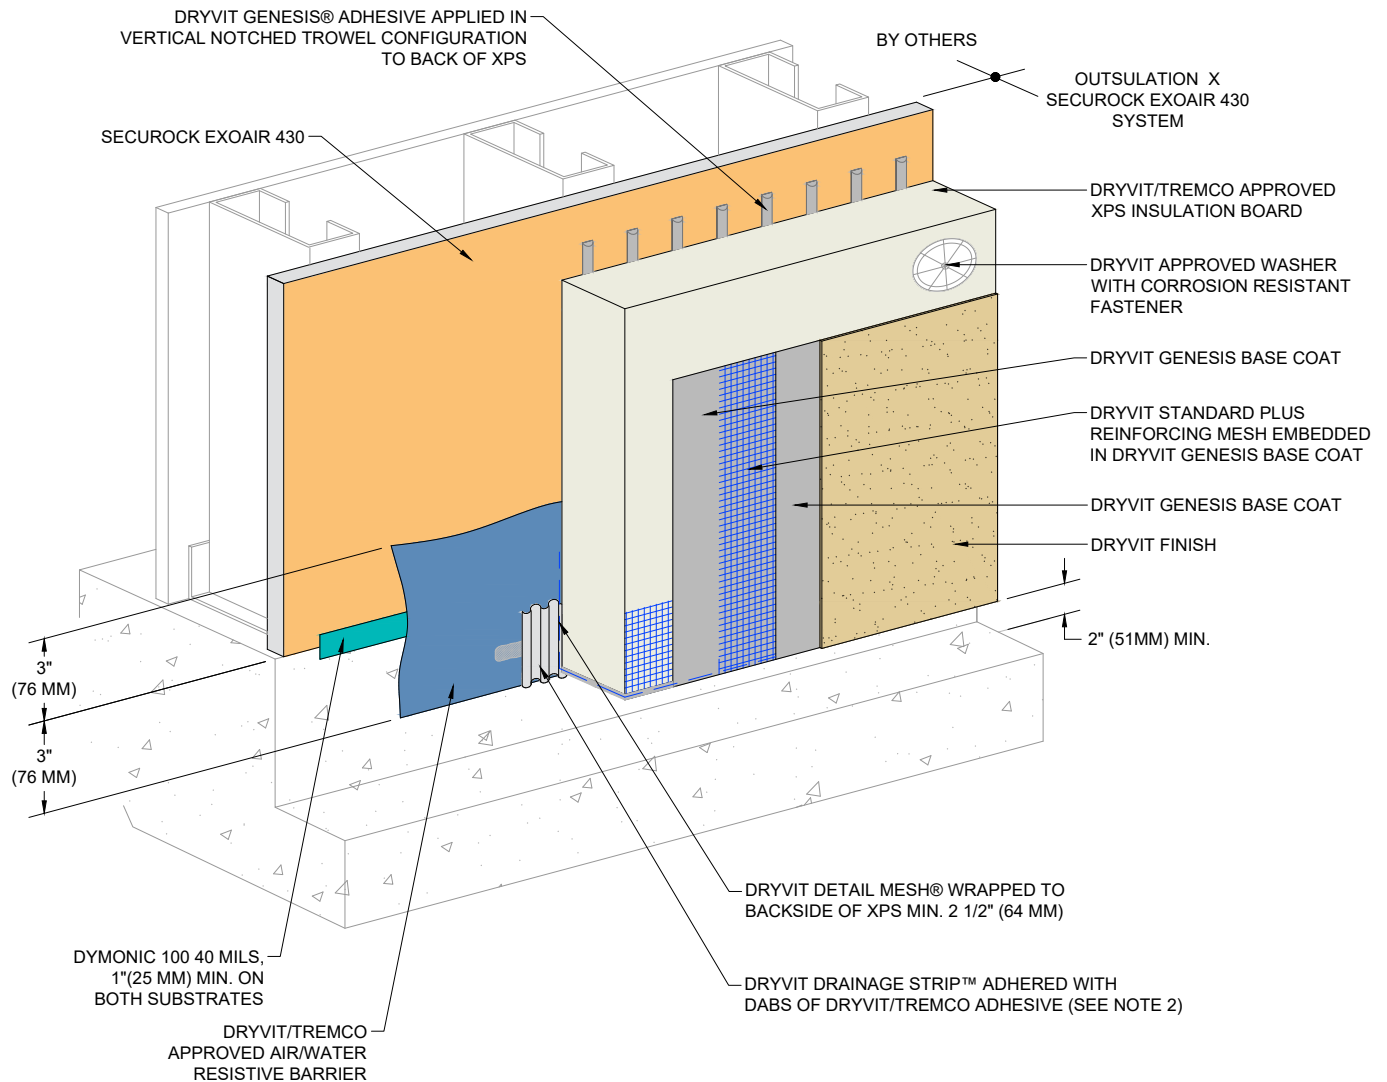 DRYVIT GENESIS® ADHESIVE APPLIED IN
VERTICAL NOTCHED TROWEL CONFIGURATION
TO BACK OF XPS
BY OTHERS
OUTSULATION X
SECUROCK EXOAIR 430
SYSTEM
SECUROCK EXOAIR 430
DRYVIT/TREMCO APPROVED
XPS INSULATION BOARD
DRYVIT APPROVED WASHER
WITH CORROSION RESISTANT
FASTENER
DRYVIT GENESIS BASE COAT
DRYVIT STANDARD PLUS
REINFORCING MESH EMBEDDED
IN DRYVIT GENESIS BASE COAT
DRYVIT GENESIS BASE COAT
DRYVIT FINISH
2" (51MM) MIN.
3"
(76 MM)
3"
(76 MM)
DRYVIT DETAIL MESH® WRAPPED TO
BACKSIDE OF XPS MIN. 2 1/2" (64 MM)
DYMONIC 100 40 MILS,
1"(25 MM) MIN. ON
BOTH SUBSTRATES
DRYVIT DRAINAGE STRIP™ ADHERED WITH
DABS OF DRYVIT/TREMCO ADHESIVE (SEE NOTE 2)
DRYVIT/TREMCO
APPROVED AIR/WATER
RESISTIVE BARRIER